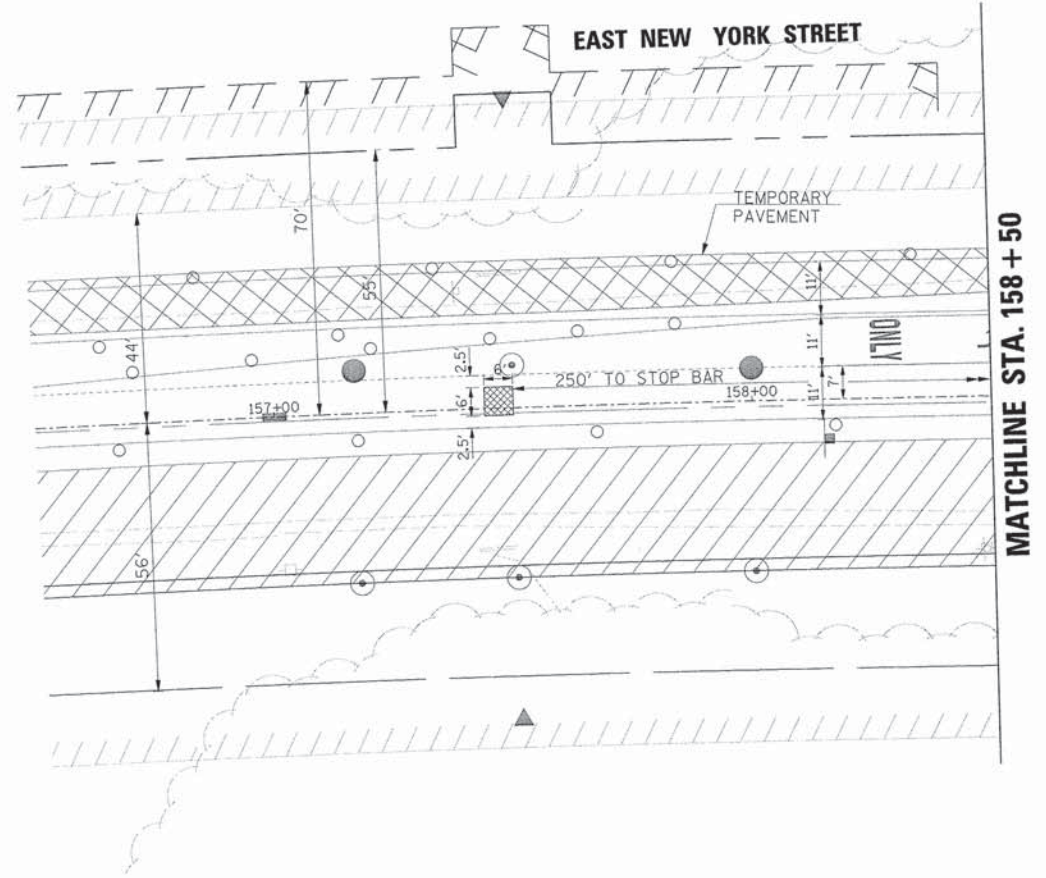 EAST NEW YORK STREET
TEMPORARY
PAVEMENT
70'
55'
44'
11'
11'
ONLY
2.5'
6'
250' TO STOP BAR
6'
11'
7'
157+00
158+00
2.5'
56'
MATCHLINE STA. 158+50